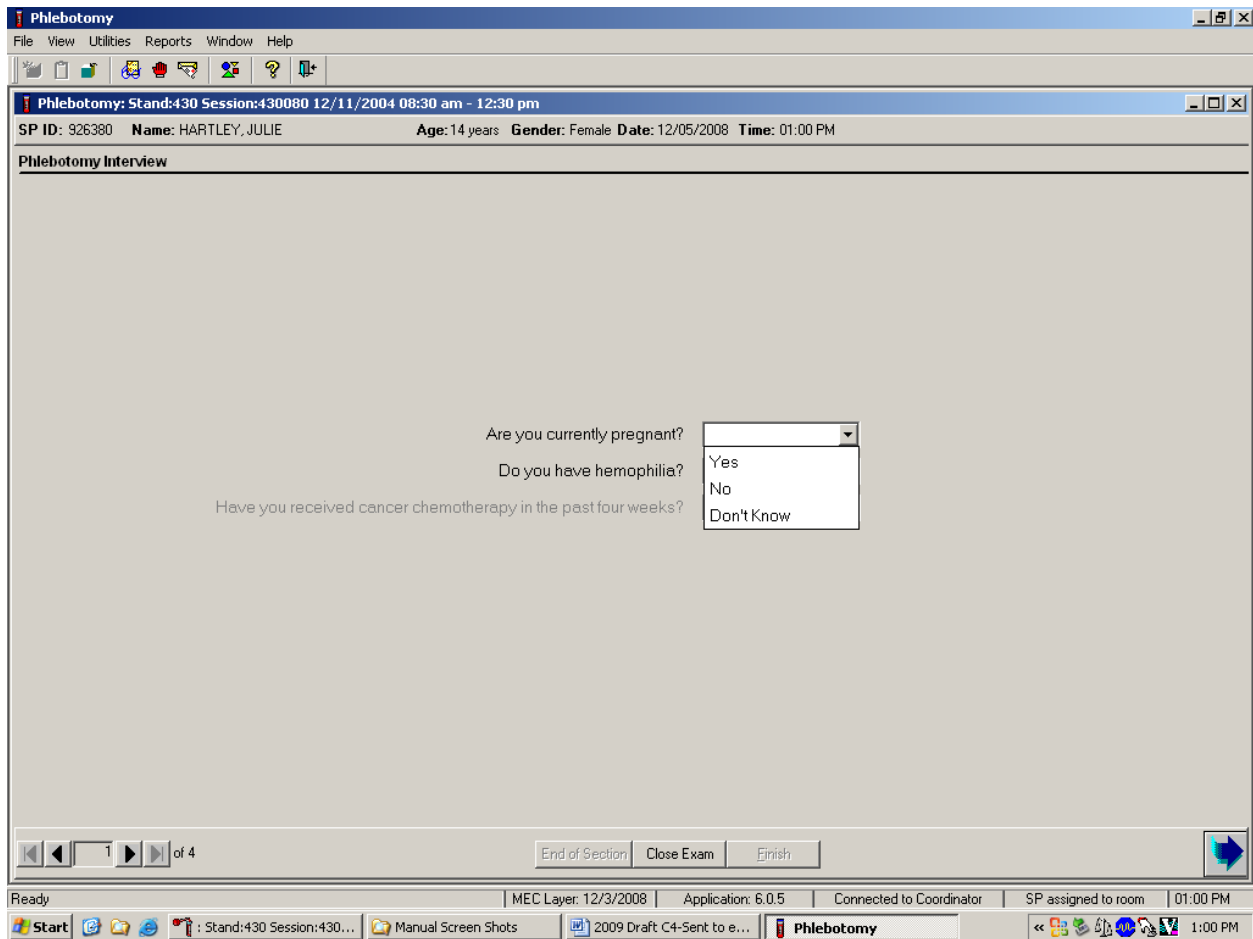 Phlebotomy
File View Utilities Reports Window Help
Phlebotomy: Stand:430 Session:430080 12/11/2004 08:30 am - 12:30 pm
SP ID: 926380 Name: HARTLEY, JULIE Age: 14 years Gender: Female Date: 12/05/2008 Time: 01:00 PM
Phlebotomy Interview
Are you currently pregnant?
Yes
Do you have hemophilia?
No
Have you received cancer chemotherapy in the past four weeks?
Don't Know
1 of 4 End of Section Close Exam Finish
Ready MEC Layer: 12/3/2008 Application: 6.0.5 Connected to Coordinator SP assigned to room 01:00 PM
Start : Stand:430 Session:430... Manual Screen Shots 2009 Draft C4-Sent to e... Phlebotomy « 1:00 PM